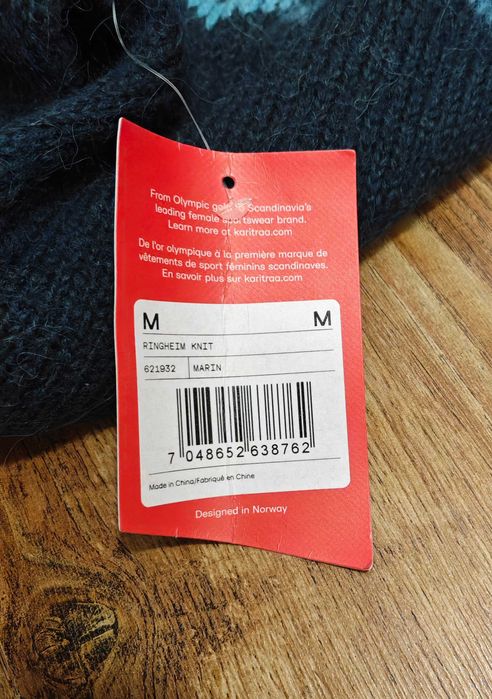 From Olympic gold to Scandinavia's
leading female sportswear brand.
Learn more at karitraa.com
De l'or olympique à la première marque de
vêtements de sport féminins scandinaves.
En savoir plus sur karitraa.com
M M
RINGHEIM KNIT
621932 MARIN
7 048652 638762
Made in China/Fabriqué en Chine
Designed in Norway